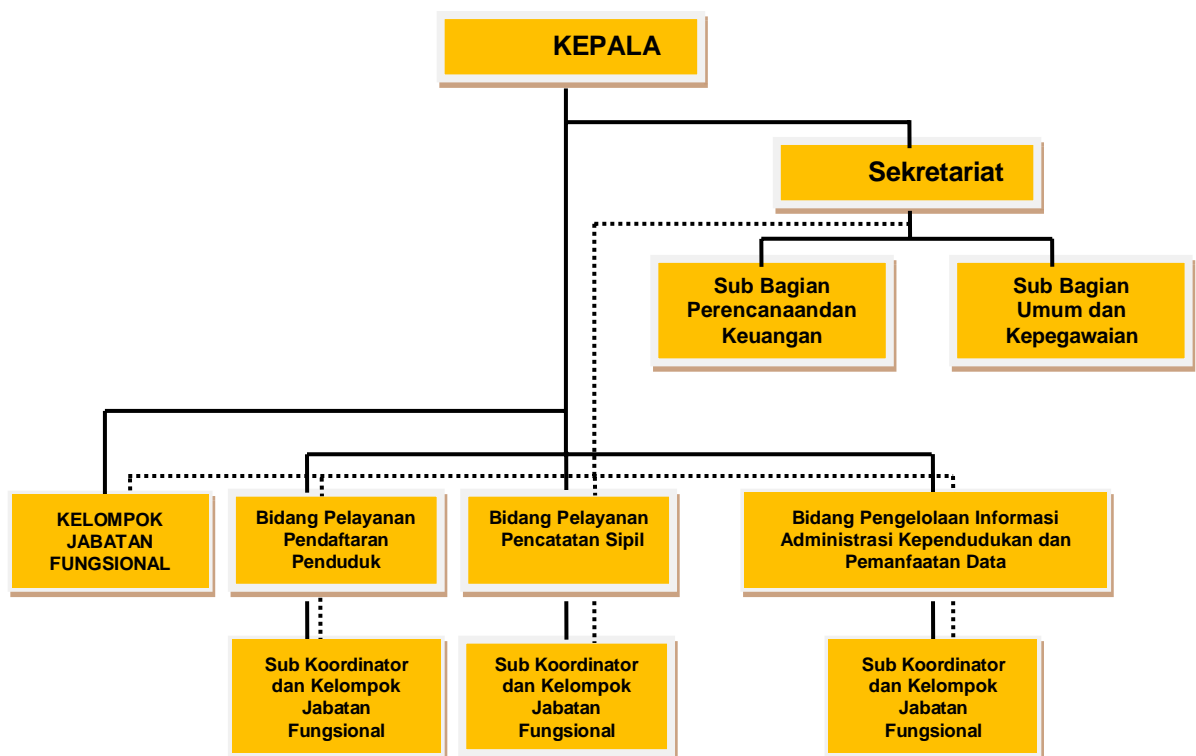 KEPALA
Sekretariat
Sub Bagian
Perencanaandan
Keuangan
Sub Bagian
Umum dan
Kepegawaian
KELOMPOK
JABATAN
FUNGSIONAL
Bidang Pelayanan
Pendaftaran
Penduduk
Bidang Pelayanan
Pencatatan Sipil
Bidang Pengelolaan Informasi
Administrasi Kependudukan dan
Pemanfaatan Data
Sub Koordinator
dan Kelompok
Jabatan
Fungsional
Sub Koordinator
dan Kelompok
Jabatan
Fungsional
Sub Koordinator
dan Kelompok
Jabatan
Fungsional